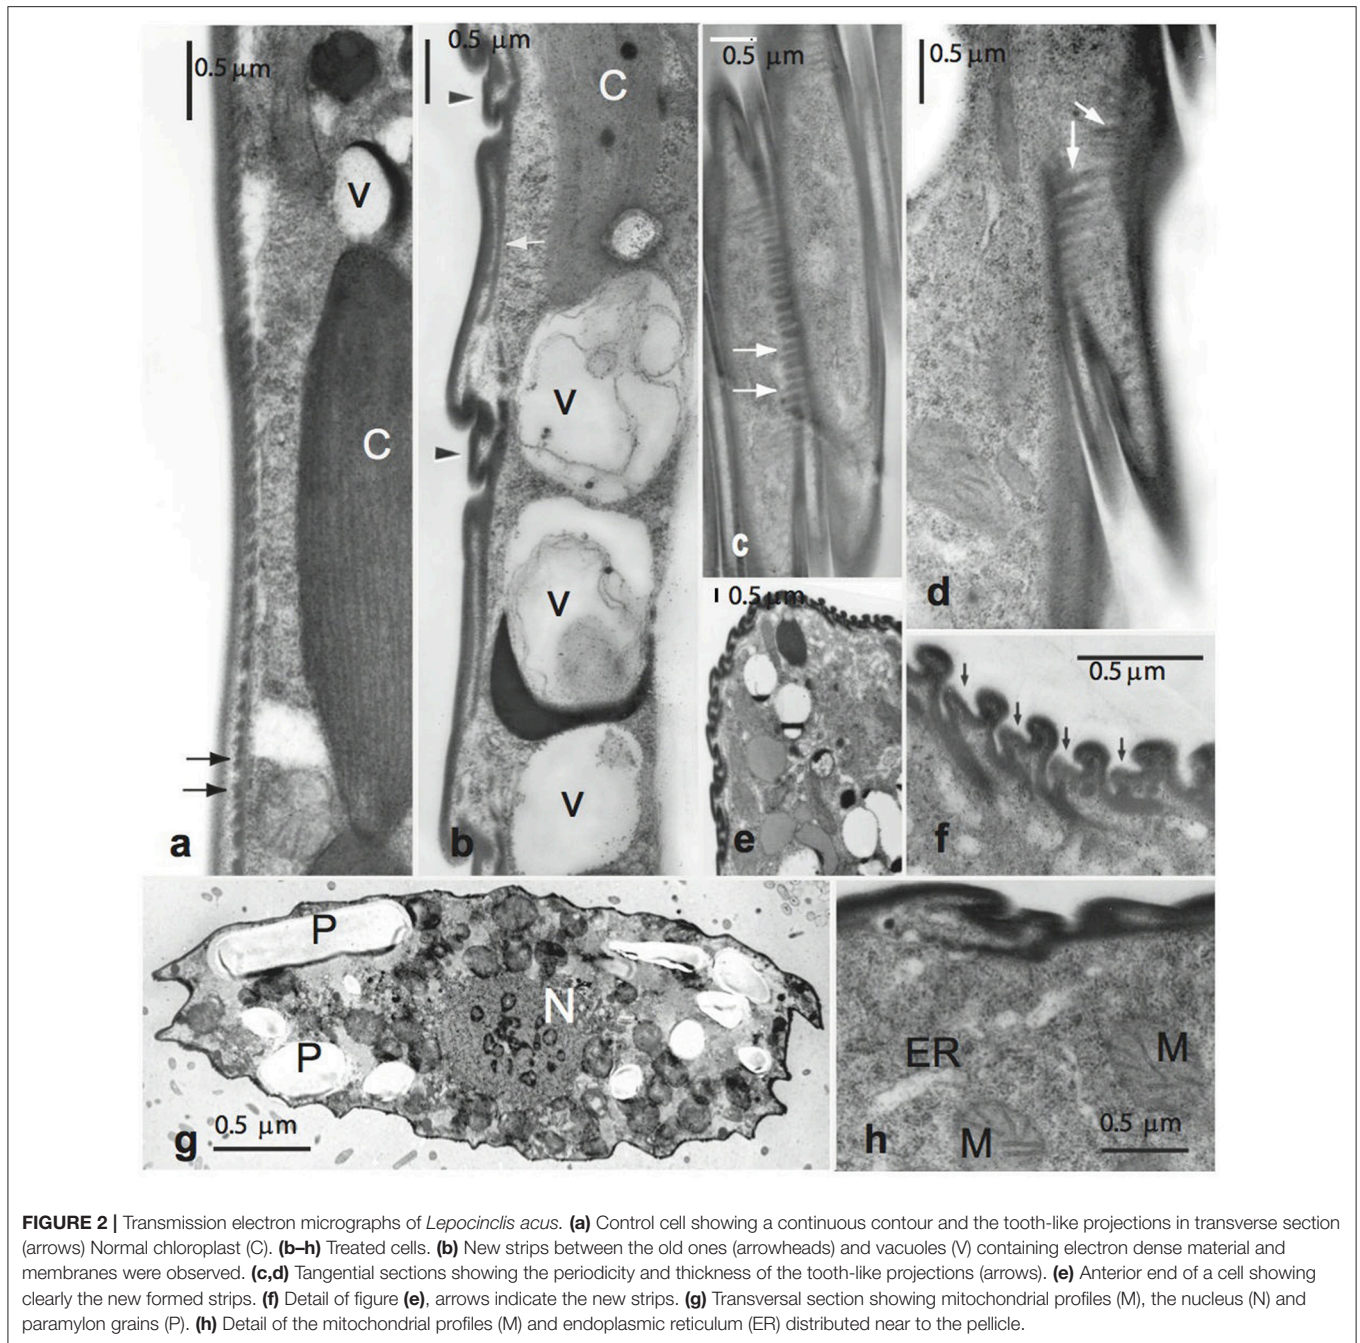 0.5 μm
V
C
a
0.5 μm
C
V
V
V
b
0.5 μm
c
0.5 μm
d
0.5 μm
e
0.5 μm
f
P
N
P
g
0.5 μm
ER
M
M
h
0.5 μm
FIGURE 2 | Transmission electron micrographs of Lepocinclis acus. (a) Control cell showing a continuous contour and the tooth-like projections in transverse section
(arrows) Normal chloroplast (C). (b–h) Treated cells. (b) New strips between the old ones (arrowheads) and vacuoles (V) containing electron dense material and
membranes were observed. (c,d) Tangential sections showing the periodicity and thickness of the tooth-like projections (arrows). (e) Anterior end of a cell showing
clearly the new formed strips. (f) Detail of figure (e), arrows indicate the new strips. (g) Transversal section showing mitochondrial profiles (M), the nucleus (N) and
paramylon grains (P). (h) Detail of the mitochondrial profiles (M) and endoplasmic reticulum (ER) distributed near to the pellicle.